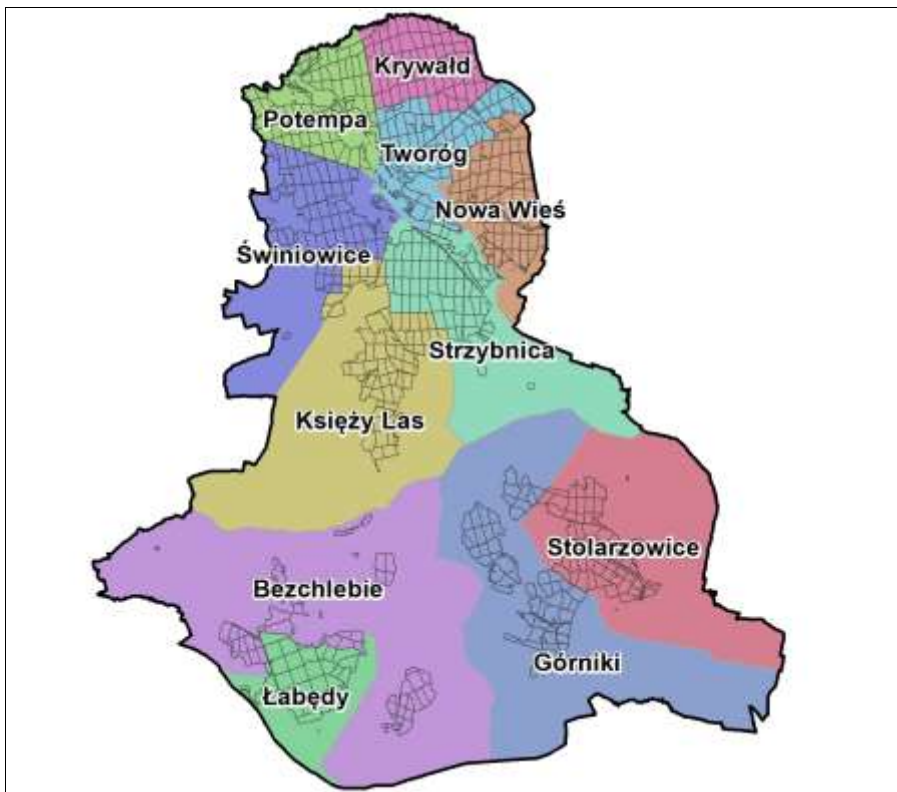 Krywałd
Potempa
Tworóg
Nowa Wieś
Świniowice
Strzybnica
Księży Las
Stolarzowice
Bezchlebie
Górniki
Łabędy